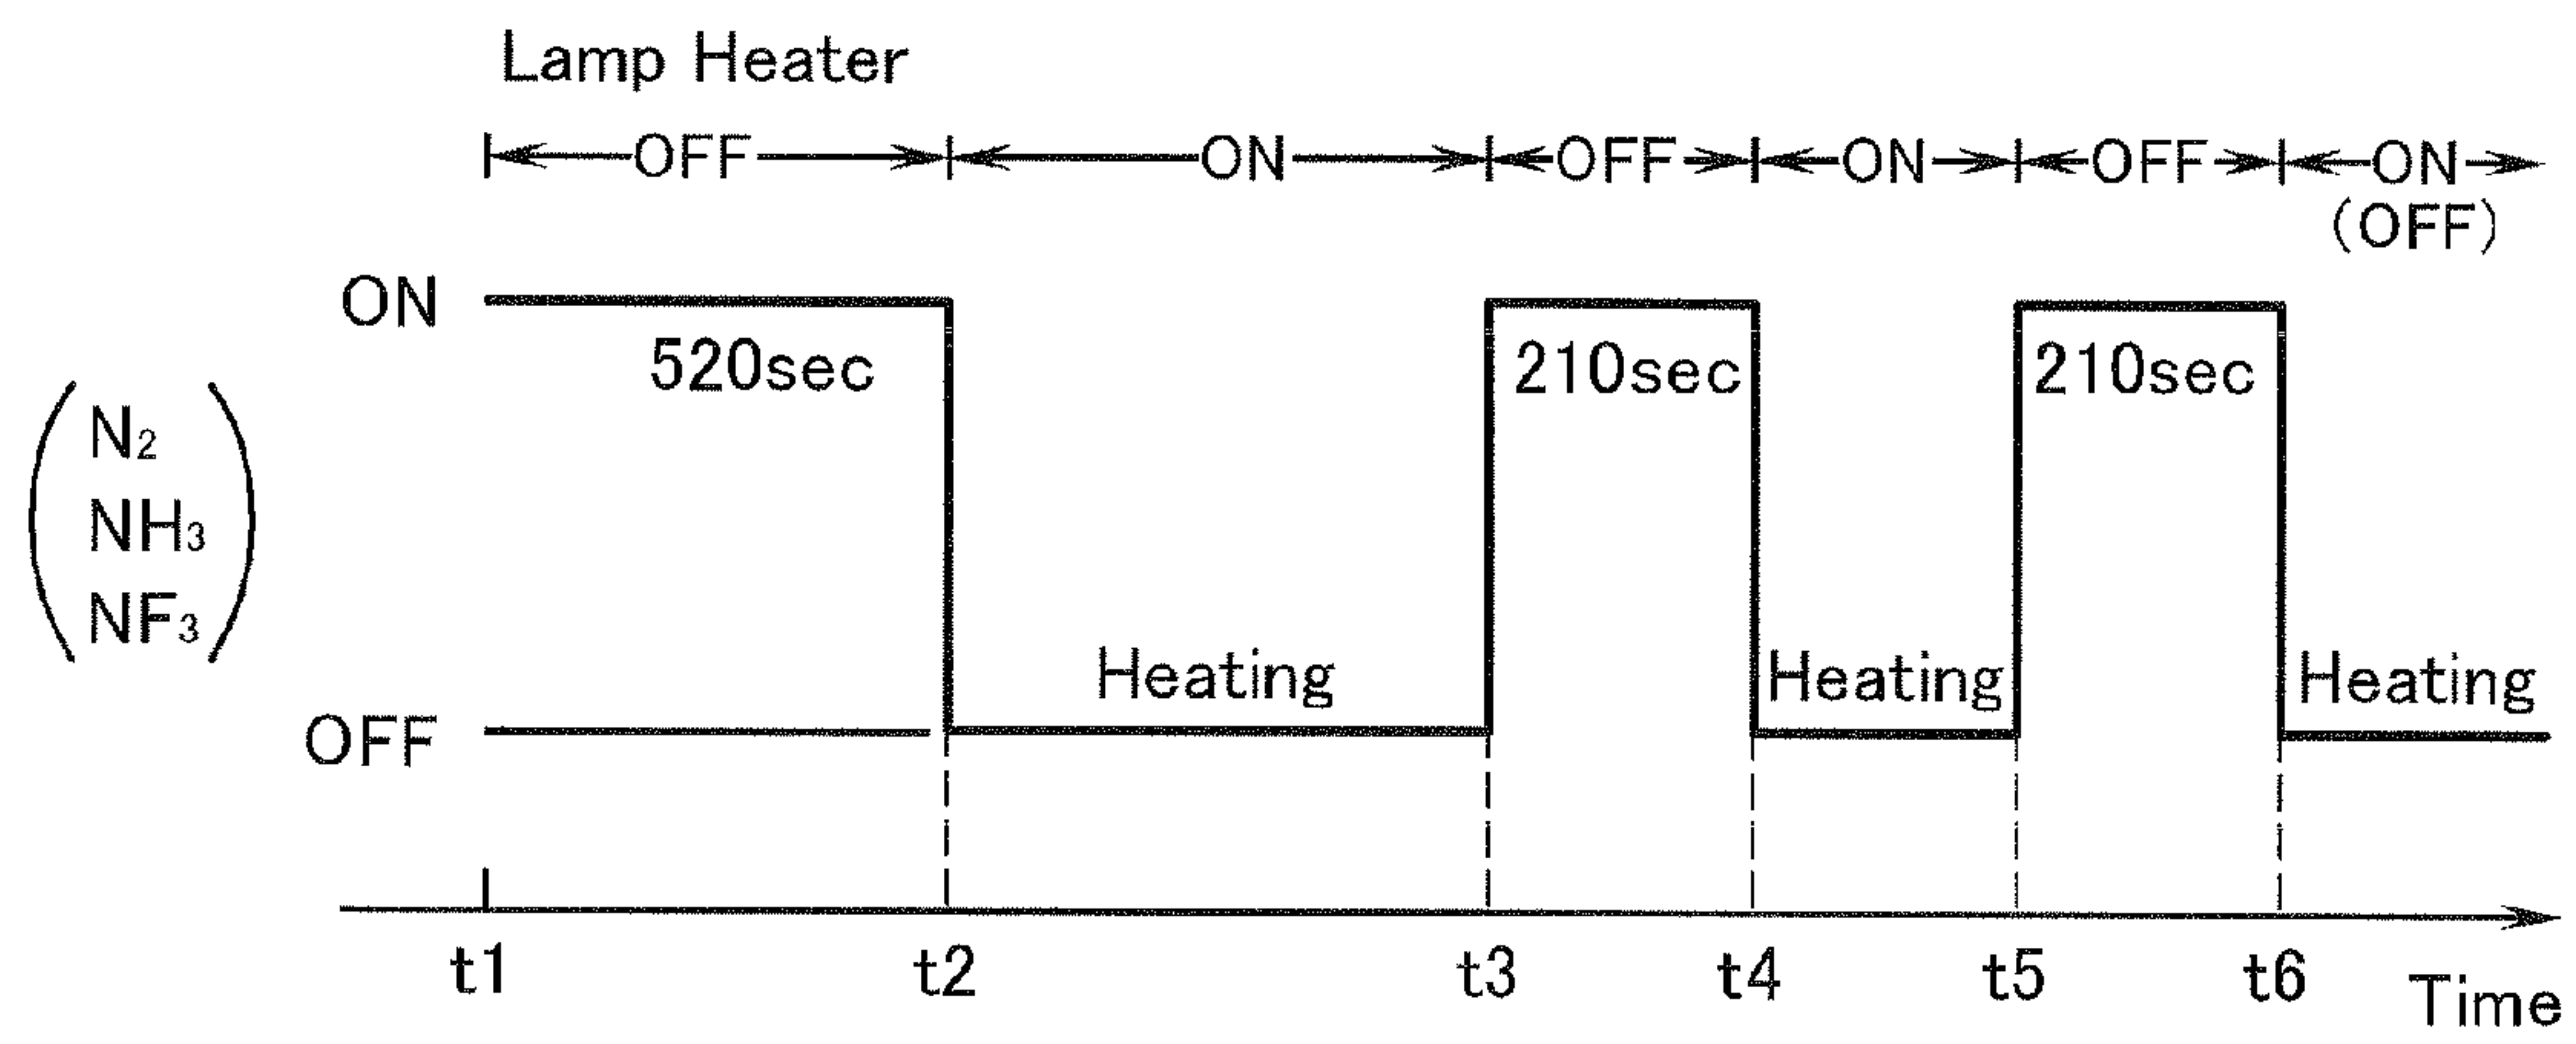 Lamp Heater
OFF ON OFF ON OFF ON
(OFF)
ON
520sec 210sec 210sec
N2
NH3
NF3
Heating Heating Heating
OFF
t1 t2 t3 t4 t5 t6 Time